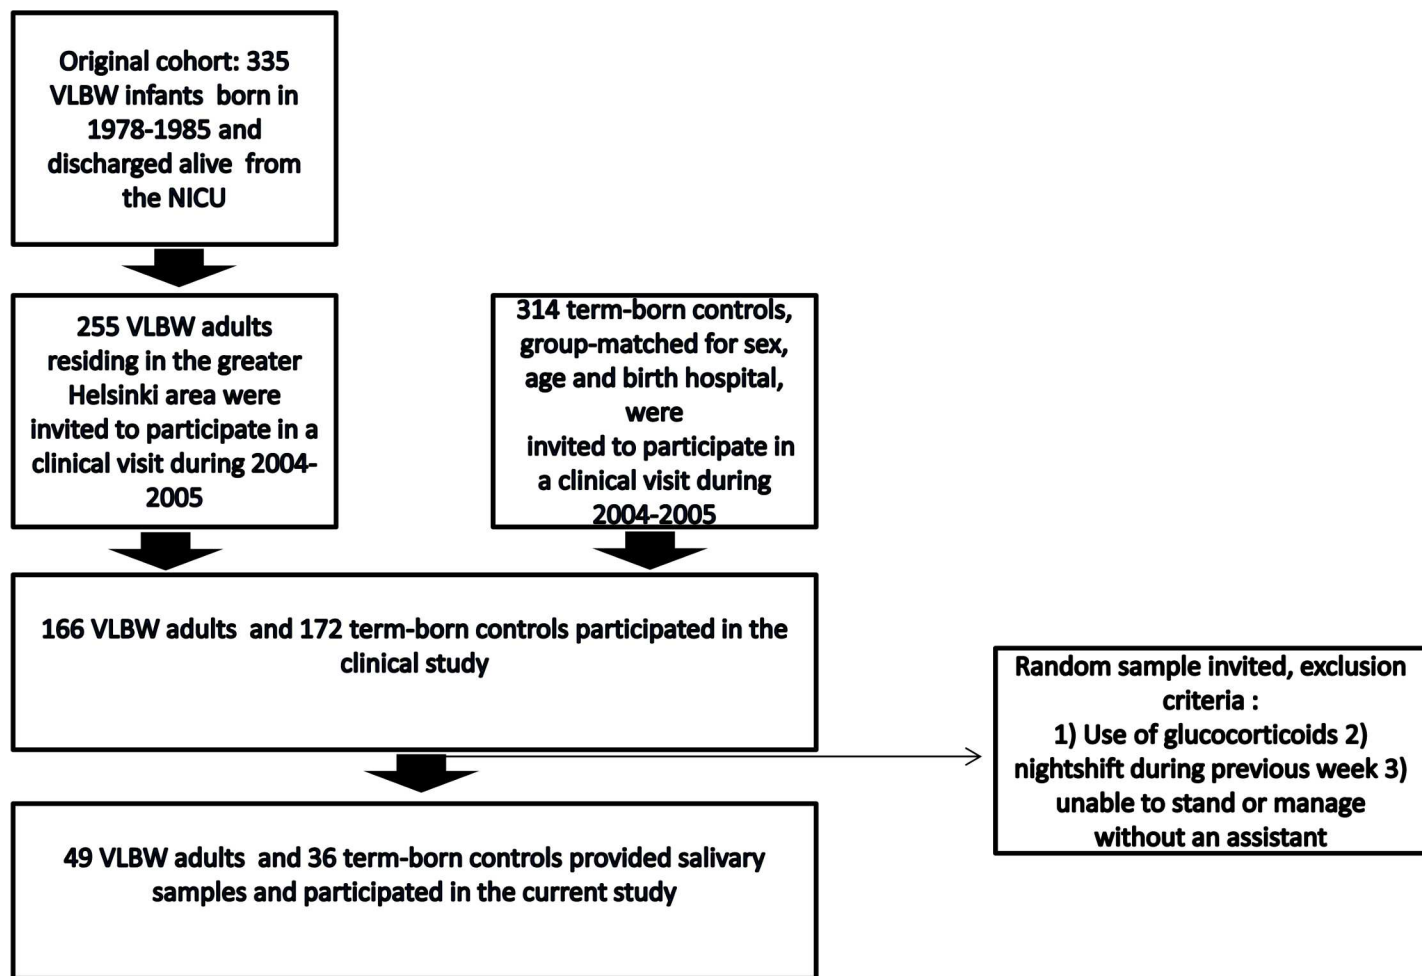 Original cohort: 335
VLBW infants born in
1978-1985 and
discharged alive from
the NICU
255 VLBW adults
residing in the greater
Helsinki area were
invited to participate in a
clinical visit during 2004-
2005
314 term-born controls,
group-matched for sex,
age and birth hospital,
were
invited to participate in
a clinical visit during
2004-2005
166 VLBW adults and 172 term-born controls participated in the
clinical study
Random sample invited, exclusion
criteria :
1) Use of glucocorticoids 2)
nightshift during previous week 3)
unable to stand or manage
without an assistant
49 VLBW adults and 36 term-born controls provided salivary
samples and participated in the current study